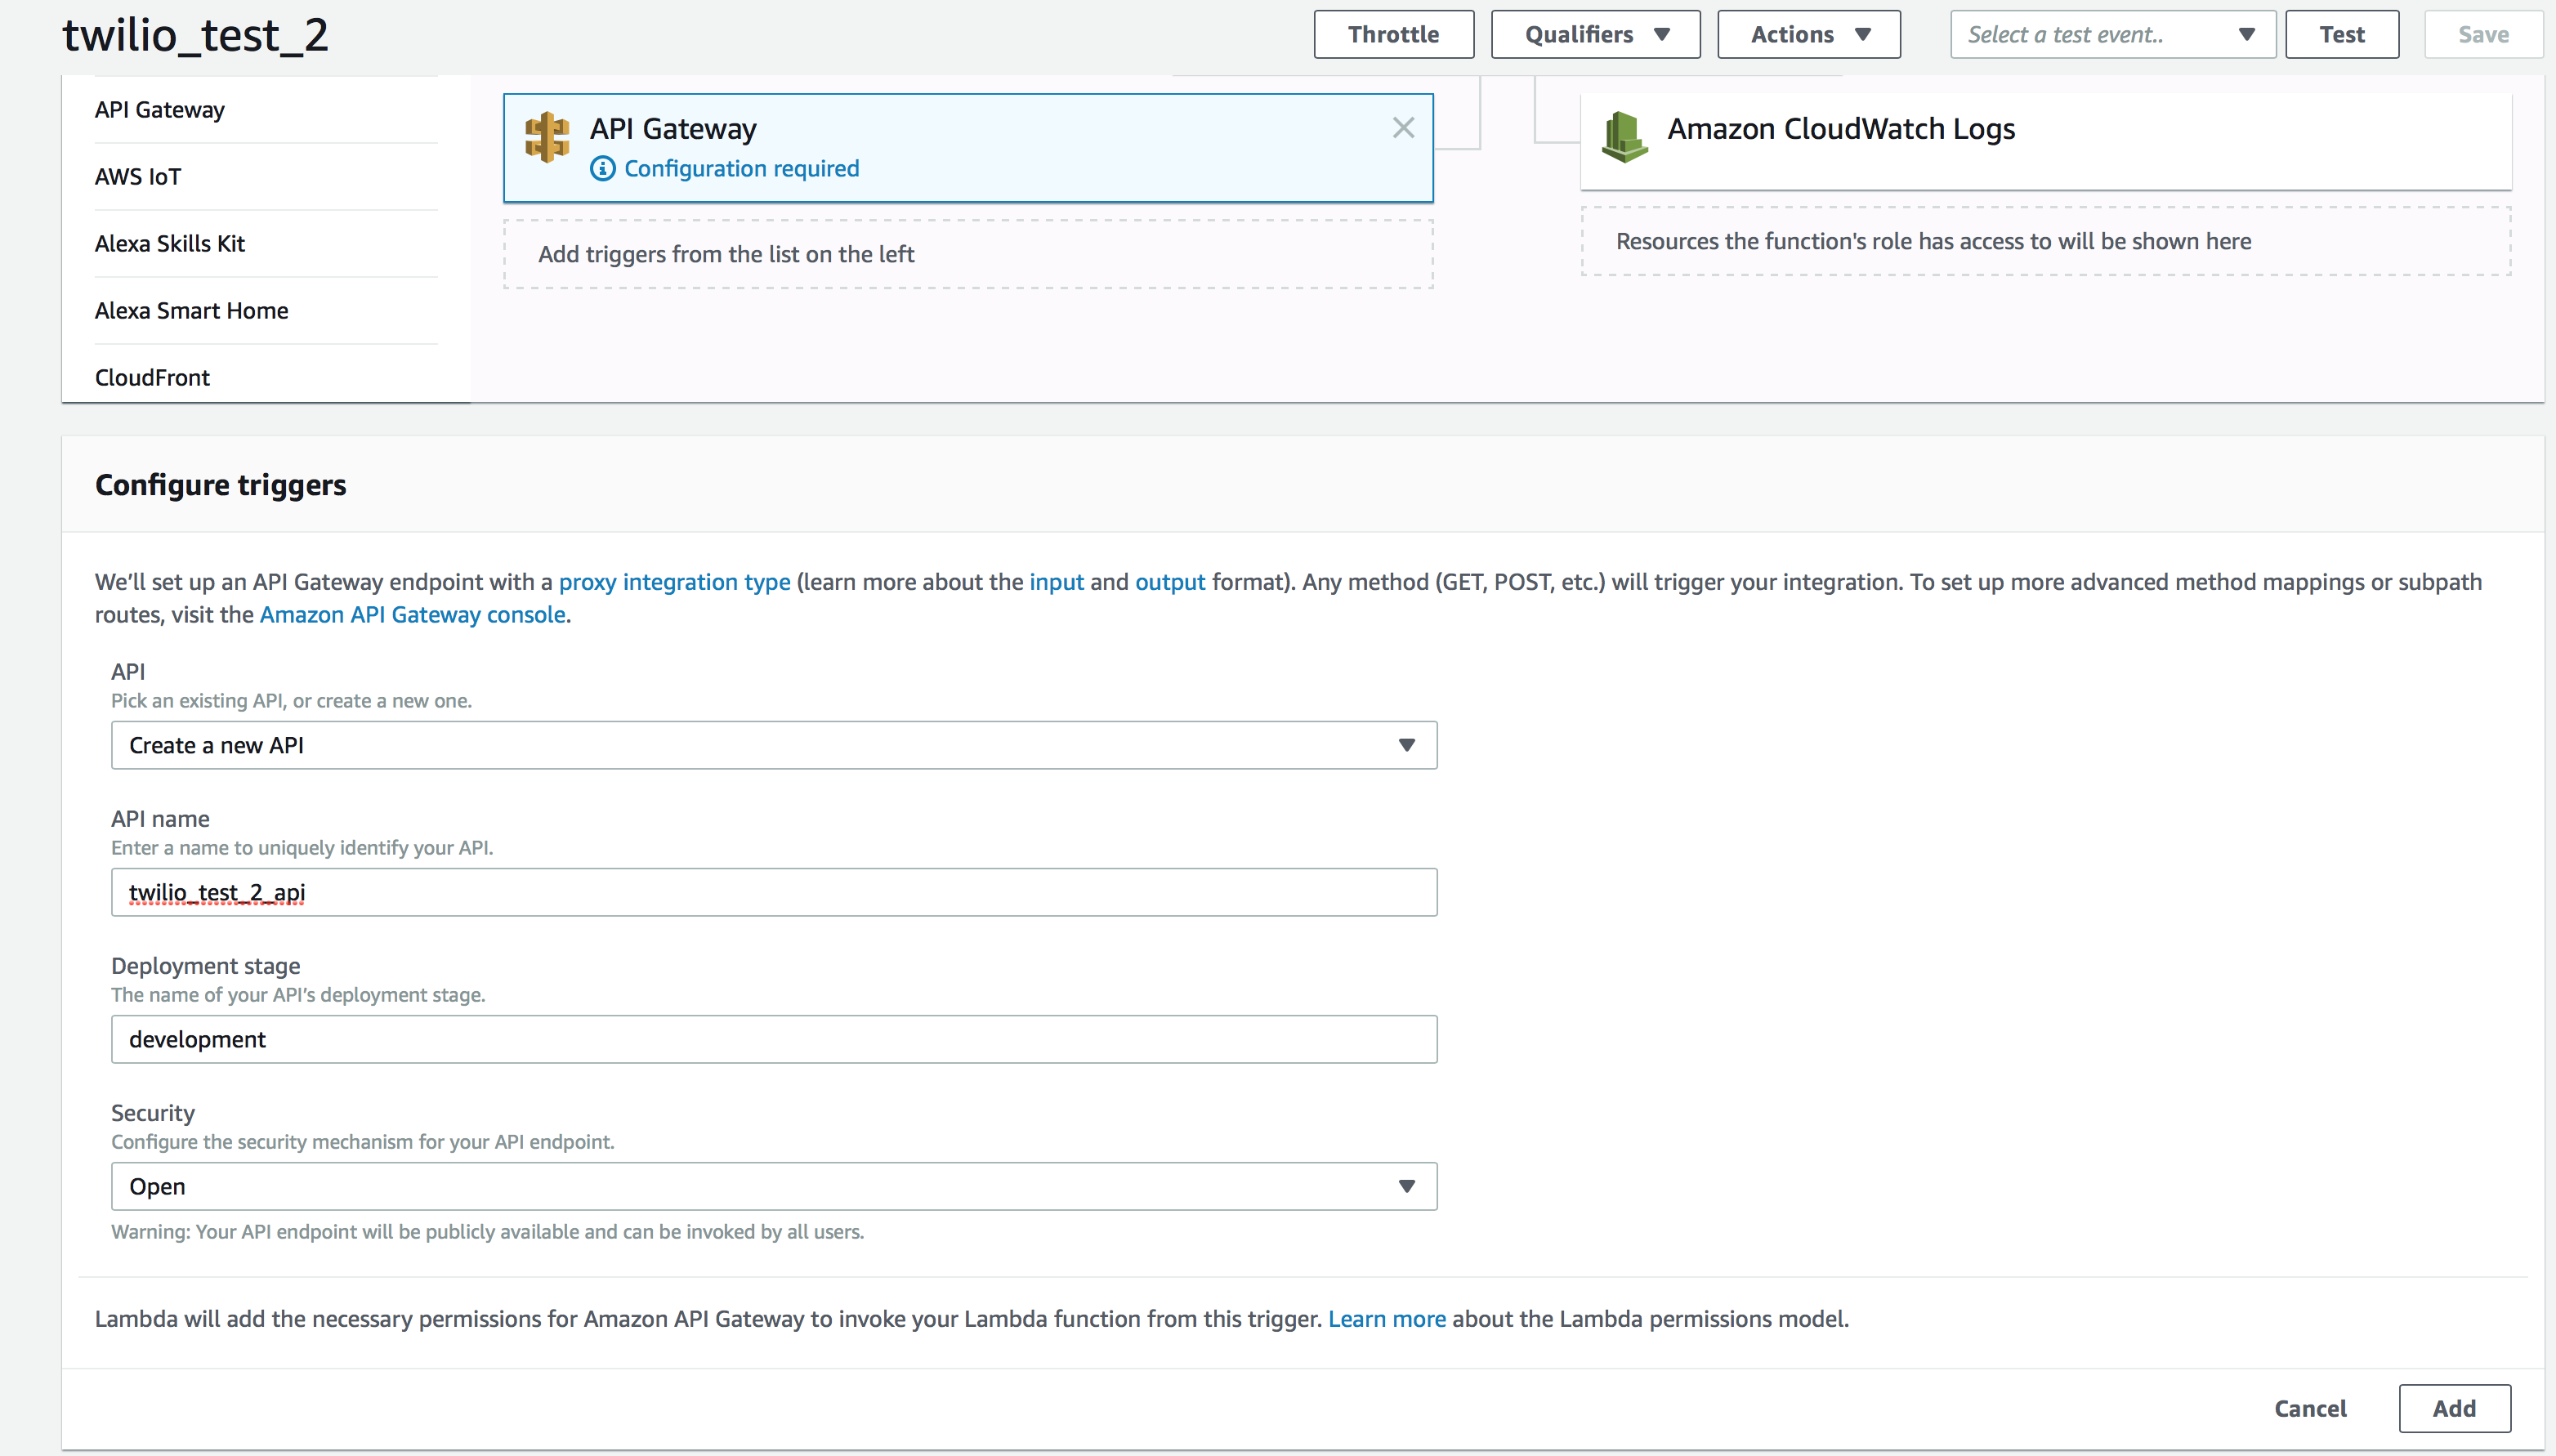 twilio_test_2
Throttle
Qualifiers
Actions
Select a test event..
Test
Save
API Gateway
AWS IoT
Alexa Skills Kit
Alexa Smart Home
CloudFront
API Gateway
Configuration required
Add triggers from the list on the left
Amazon CloudWatch Logs
Resources the function's role has access to will be shown here
Configure triggers
We’ll set up an API Gateway endpoint with a proxy integration type (learn more about the input and output format). Any method (GET, POST, etc.) will trigger your integration. To set up more advanced method mappings or subpath
routes, visit the Amazon API Gateway console.
API
Pick an existing API, or create a new one.
Create a new API
API name
Enter a name to uniquely identify your API.
twilio_test_2_api
Deployment stage
The name of your API’s deployment stage.
development
Security
Configure the security mechanism for your API endpoint.
Open
Warning: Your API endpoint will be publicly available and can be invoked by all users.
Lambda will add the necessary permissions for Amazon API Gateway to invoke your Lambda function from this trigger. Learn more about the Lambda permissions model.
Cancel
Add